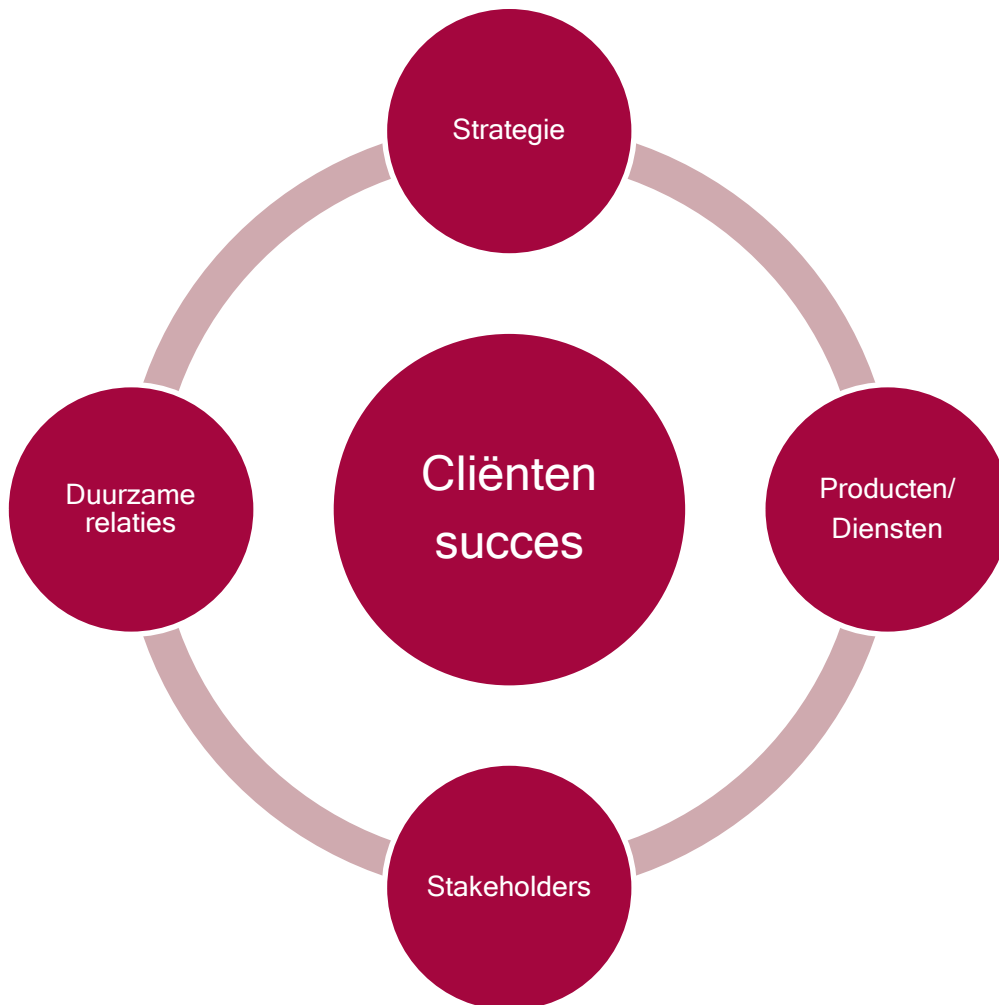 Strategie
Duurzame
relaties
Cliënten
succes
Producten/
Diensten
Stakeholders